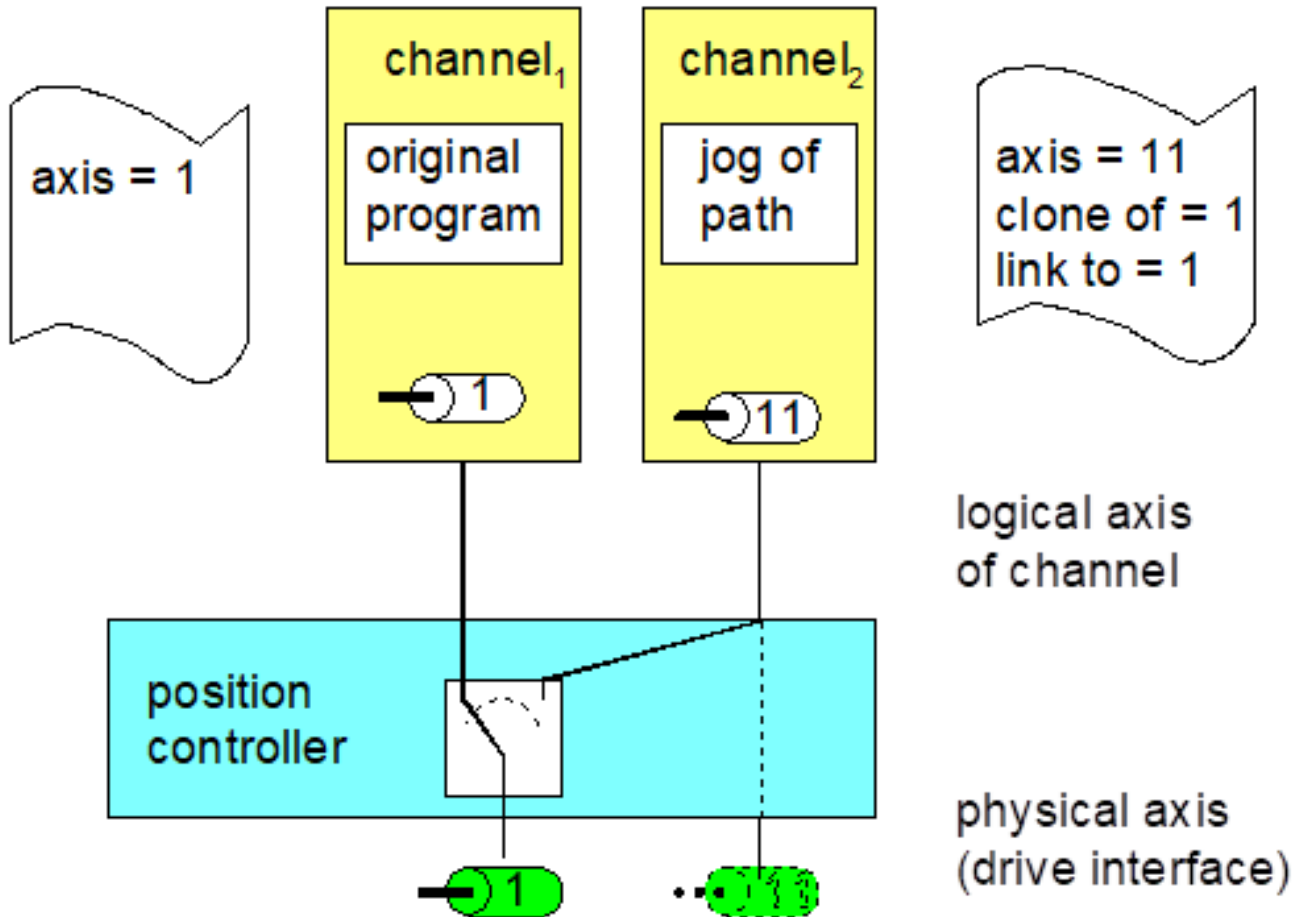 channel1
channel2
axis = 1
original
program
jog of
path
axis = 11
clone of = 1
link to = 1
1
11
logical axis
of channel
position
controller
physical axis
(drive interface)
1
11